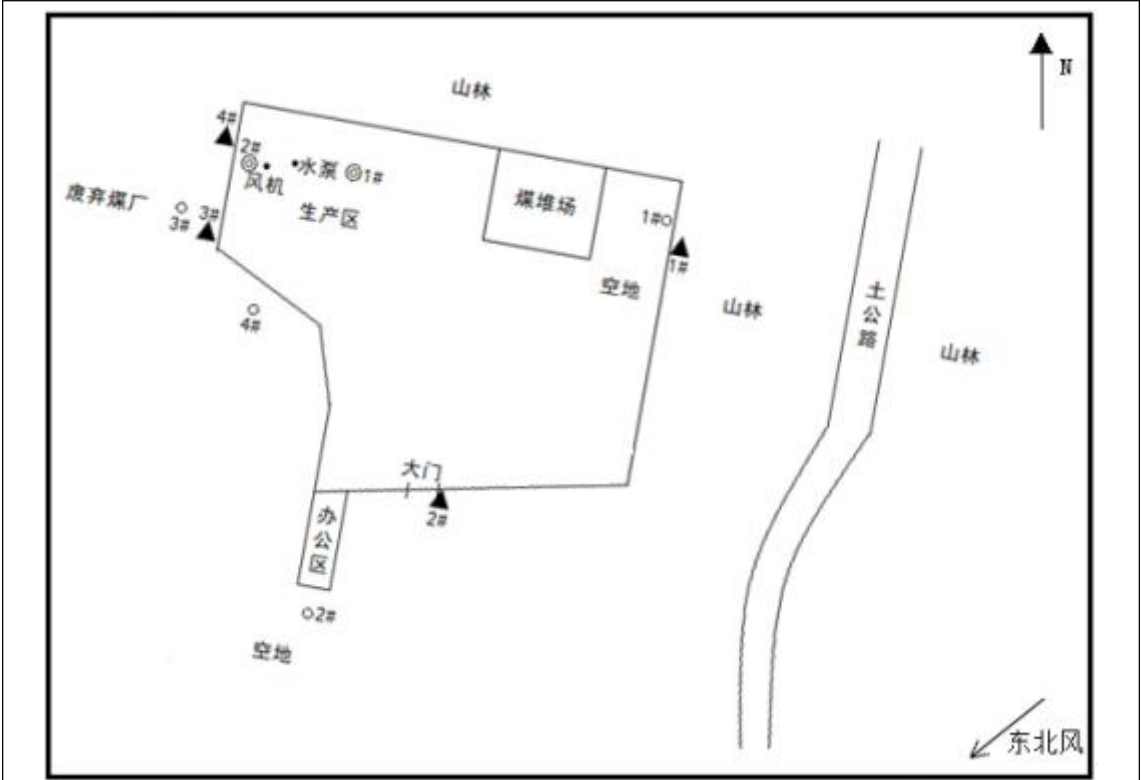 N
山林
4#
2#
水泵 1#
风机
煤堆场
废弃煤厂
3#
3#
生产区
1#
1#
空地
山林
土公路
山林
4#
大门
2#
办公区
2#
空地
东北风